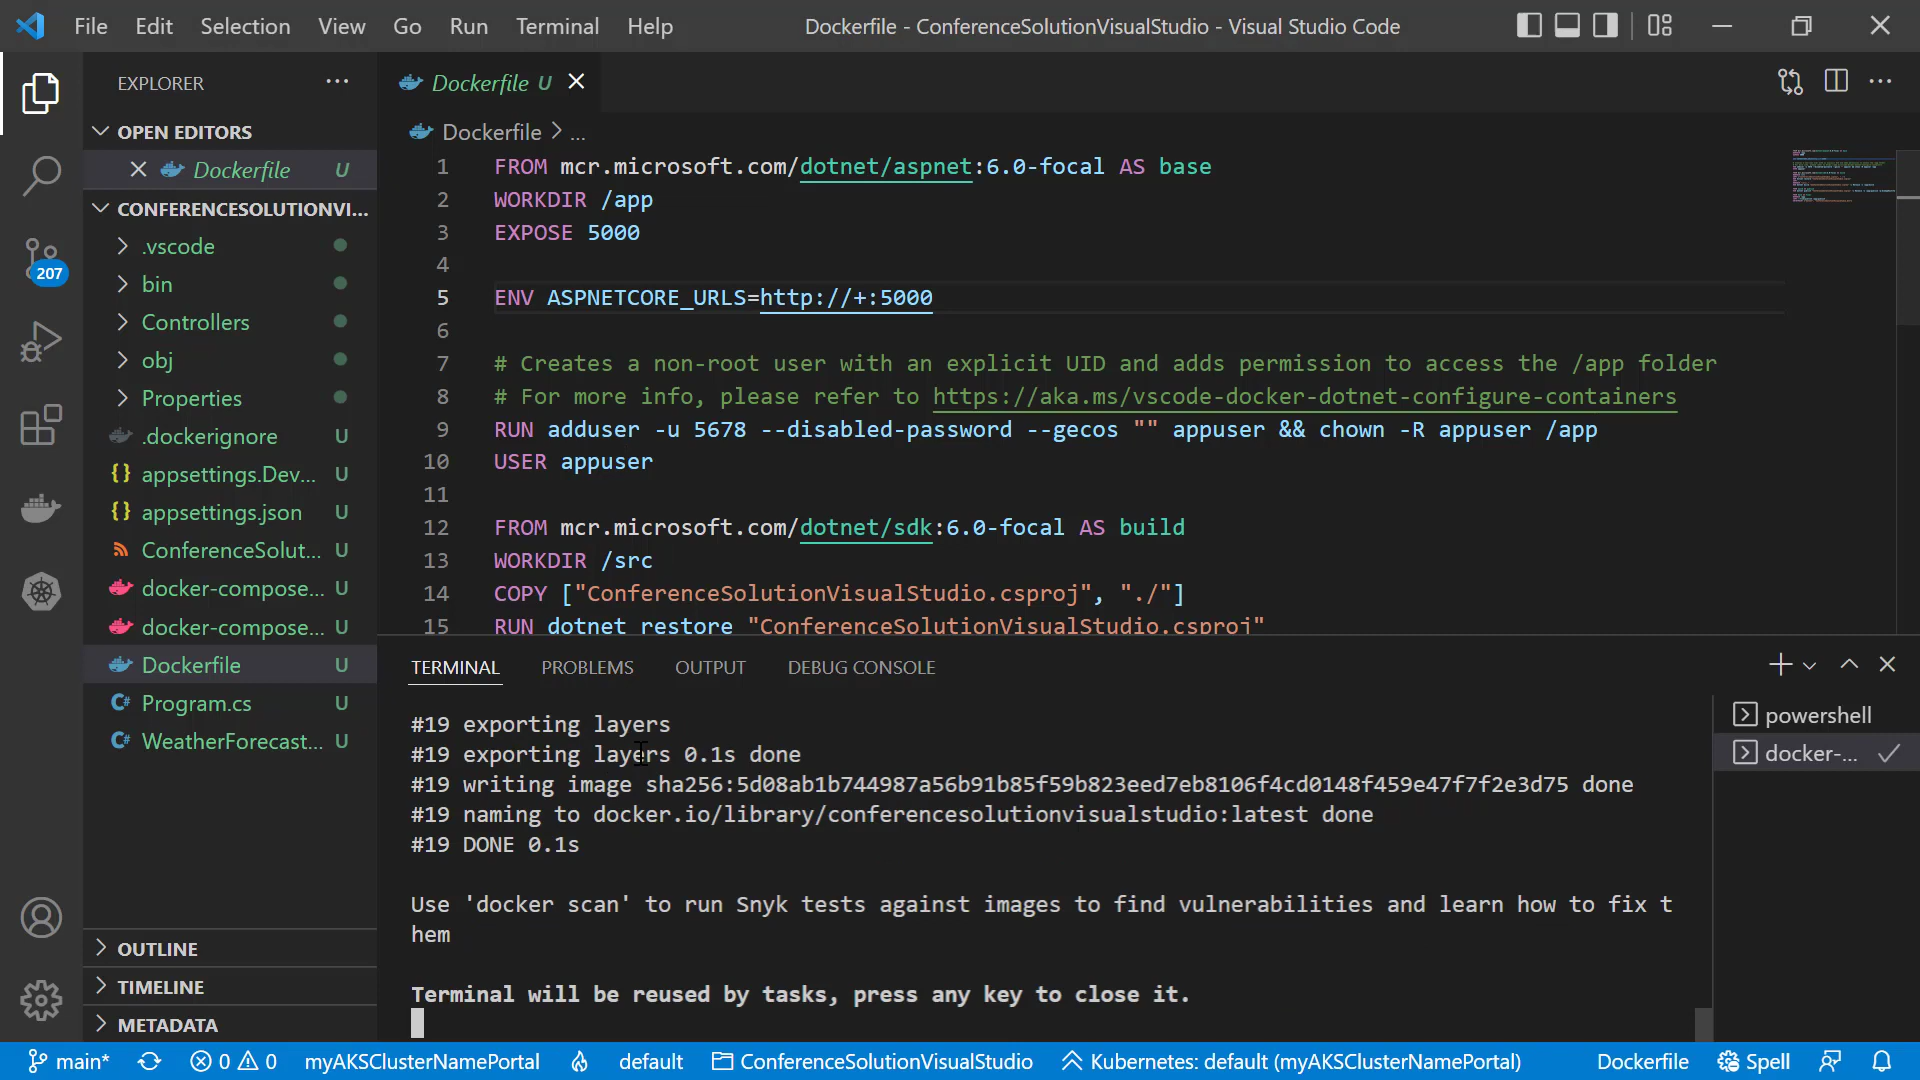 File Edit Selection View Go Run Terminal Help
Dockerfile - ConferenceSolutionVisualStudio - Visual Studio Code
EXPLORER
OPEN EDITORS
Dockerfile U
CONFERENCESOLUTIONVI...
.vscode
bin
Controllers
obj
Properties
.dockerignore U
appsettings.Dev... U
appsettings.json U
ConferenceSolut... U
docker-compose... U
docker-compose... U
Dockerfile U
Program.cs U
WeatherForecast... U
OUTLINE
TIMELINE
METADATA
207
Dockerfile U
Dockerfile > ...
1 FROM mcr.microsoft.com/dotnet/aspnet:6.0-focal AS base
2 WORKDIR /app
3 EXPOSE 5000
4
5 ENV ASPNETCORE_URLS=http://+:5000
6
7 # Creates a non-root user with an explicit UID and adds permission to access the /app folder
8 # For more info, please refer to https://aka.ms/vscode-docker-dotnet-configure-containers
9 RUN adduser -u 5678 --disabled-password --gecos "" appuser && chown -R appuser /app
10 USER appuser
11
12 FROM mcr.microsoft.com/dotnet/sdk:6.0-focal AS build
13 WORKDIR /src
14 COPY ["ConferenceSolutionVisualStudio.csproj", "./"]
15 RUN dotnet restore "ConferenceSolutionVisualStudio.csproj"
TERMINAL PROBLEMS OUTPUT DEBUG CONSOLE
#19 exporting layers
#19 exporting layers 0.1s done
#19 writing image sha256:5d08ab1b744987a56b91b85f59b823eed7eb8106f4cd0148f459e47f7f2e3d75 done
#19 naming to docker.io/library/conferencesolutionvisualstudio:latest done
#19 DONE 0.1s
Use 'docker scan' to run Snyk tests against images to find vulnerabilities and learn how to fix t
hem
Terminal will be reused by tasks, press any key to close it.
powershell
docker-...
main* 0 0 myAKSClusterNamePortal default ConferenceSolutionVisualStudio Kubernetes: default (myAKSClusterNamePortal) Dockerfile Spell